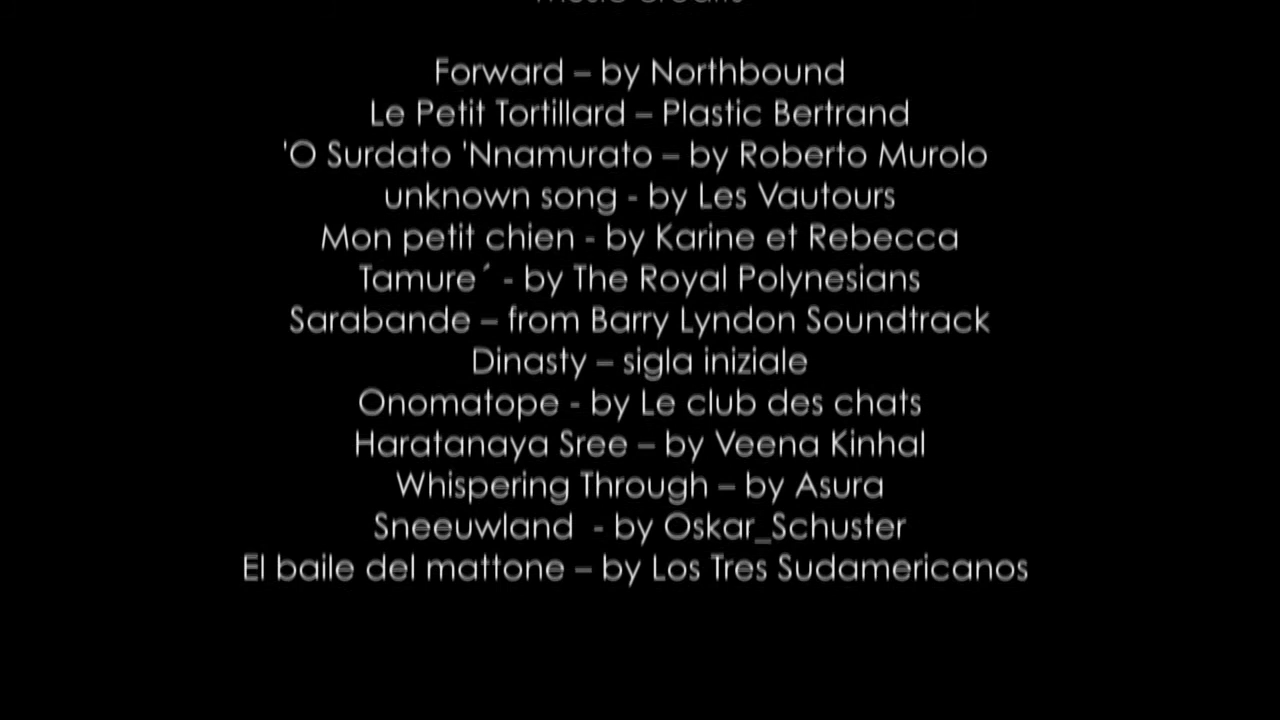 Music Credits
Forward – by Northbound
Le Petit Tortillard – Plastic Bertrand
'O Surdato 'Nnamurato – by Roberto Murolo
unknown song - by Les Vautours
Mon petit chien - by Karine et Rebecca
Tamure´ - by The Royal Polynesians
Sarabande – from Barry Lyndon Soundtrack
Dinasty – sigla iniziale
Onomatope - by Le club des chats
Haratanaya Sree – by Veena Kinhal
Whispering Through – by Asura
Sneeuwland  - by Oskar_Schuster
El baile del mattone – by Los Tres Sudamericanos